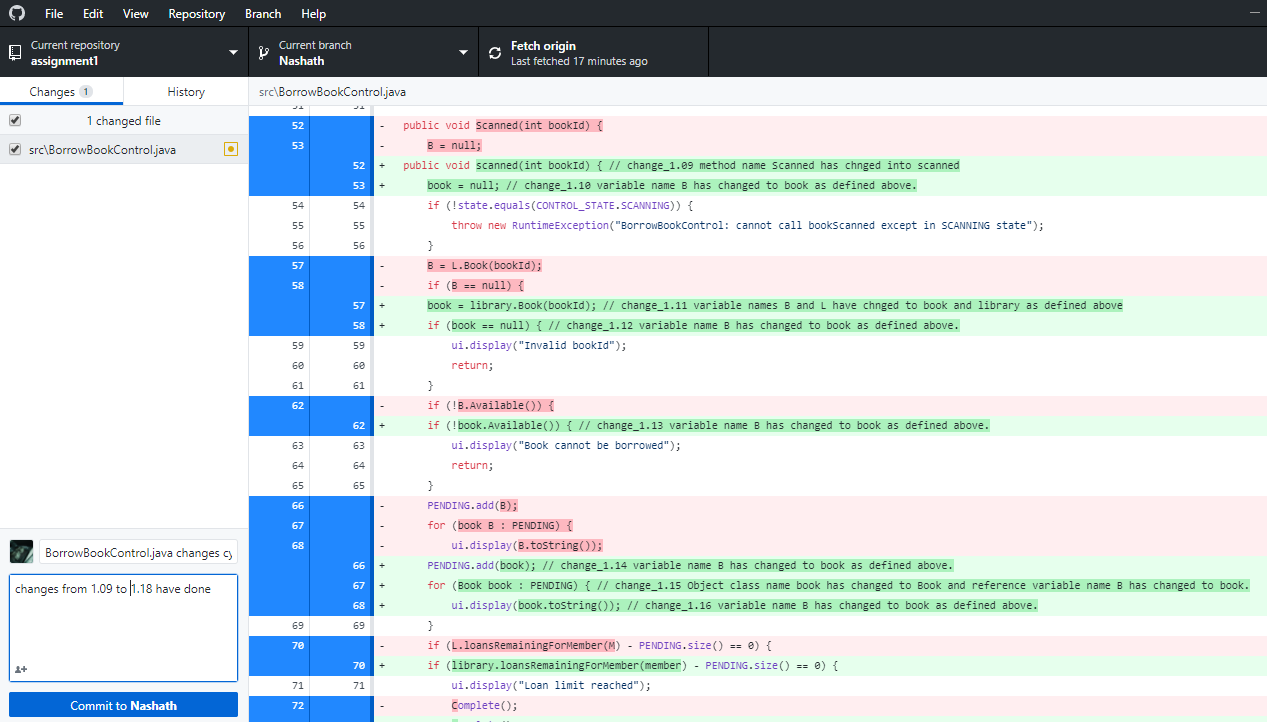 File Edit View Repository Branch Help
Current repository
assignment1
Current branch
Nashath
Fetch origin
Last fetched 17 minutes ago
Changes 1 History
1 changed file
src\BorrowBookControl.java
BorrowBookControl.java changes cy
changes from 1.09 to 1.18 have done
Commit to Nashath
src\BorrowBookControl.java
51 51
52 - public void Scanned(int bookId) {
53 - B = null;
52 + public void scanned(int bookId) { // change_1.09 method name Scanned has chnged into scanned
53 + book = null; // change_1.10 variable name B has changed to book as defined above.
54 54 if (!state.equals(CONTROL_STATE.SCANNING)) {
55 55 throw new RuntimeException("BorrowBookControl: cannot call bookScanned except in SCANNING state");
56 56 }
57 - B = L.Book(bookId);
58 - if (B == null) {
57 + book = library.Book(bookId); // change_1.11 variable names B and L have chnged to book and library as defined above
58 + if (book == null) { // change_1.12 variable name B has changed to book as defined above.
59 59 ui.display("Invalid bookId");
60 60 return;
61 61 }
62 - if (!B.Available()) {
62 + if (!book.Available()) { // change_1.13 variable name B has changed to book as defined above.
63 63 ui.display("Book cannot be borrowed");
64 64 return;
65 65 }
66 - PENDING.add(B);
67 - for (book B : PENDING) {
68 - ui.display(B.toString());
66 + PENDING.add(book); // change_1.14 variable name B has changed to book as defined above.
67 + for (Book book : PENDING) { // change_1.15 Object class name book has changed to Book and reference variable name B has changed to book.
68 + ui.display(book.toString()); // change_1.16 variable name B has changed to book as defined above.
69 69 }
70 - if (L.loansRemainingForMember(M) - PENDING.size() == 0) {
70 + if (library.loansRemainingForMember(member) - PENDING.size() == 0) {
71 71 ui.display("Loan limit reached");
72 - Complete();